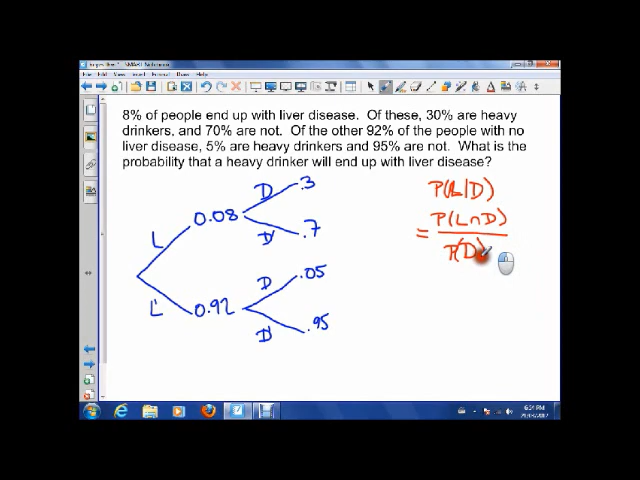 8% of people end up with liver disease. Of these, 30% are heavy
drinkers, and 70% are not. Of the other 92% of the people with no
liver disease, 5% are heavy drinkers and 95% are not. What is the
probability that a heavy drinker will end up with liver disease?
P(L|D)
= P(L∩D)
P(D)
L 0.08 D .3
D' .7
L' 0.92 D .05
D' .95
6:24 PM